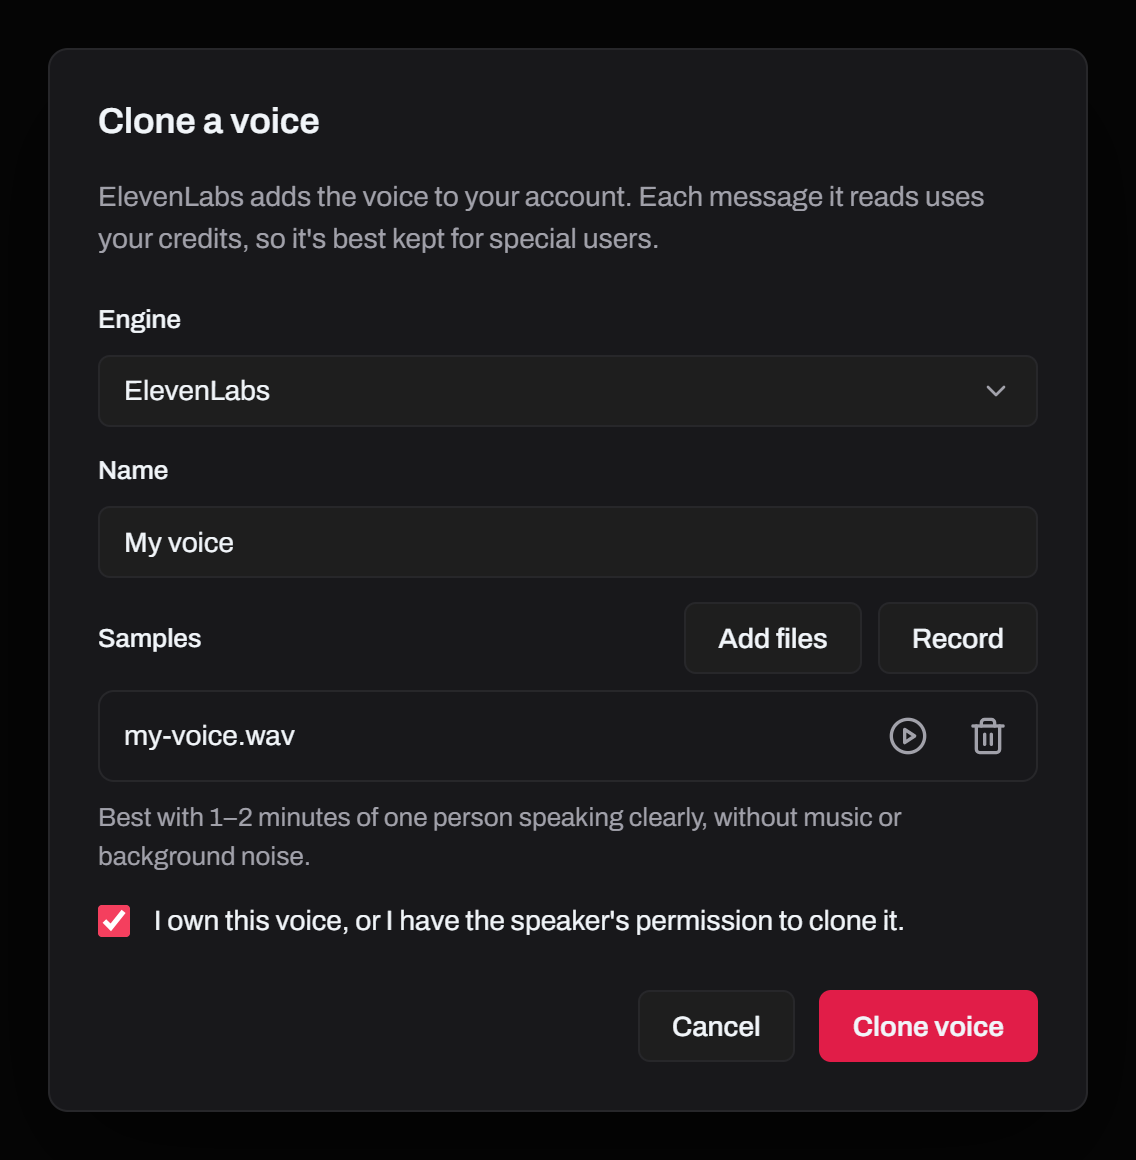 Clone a voice
ElevenLabs adds the voice to your account. Each message it reads uses
your credits, so it's best kept for special users.
Engine
ElevenLabs
Name
My voice
Samples
Add files
Record
my-voice.wav
Best with 1–2 minutes of one person speaking clearly, without music or
background noise.
I own this voice, or I have the speaker's permission to clone it.
Cancel
Clone voice